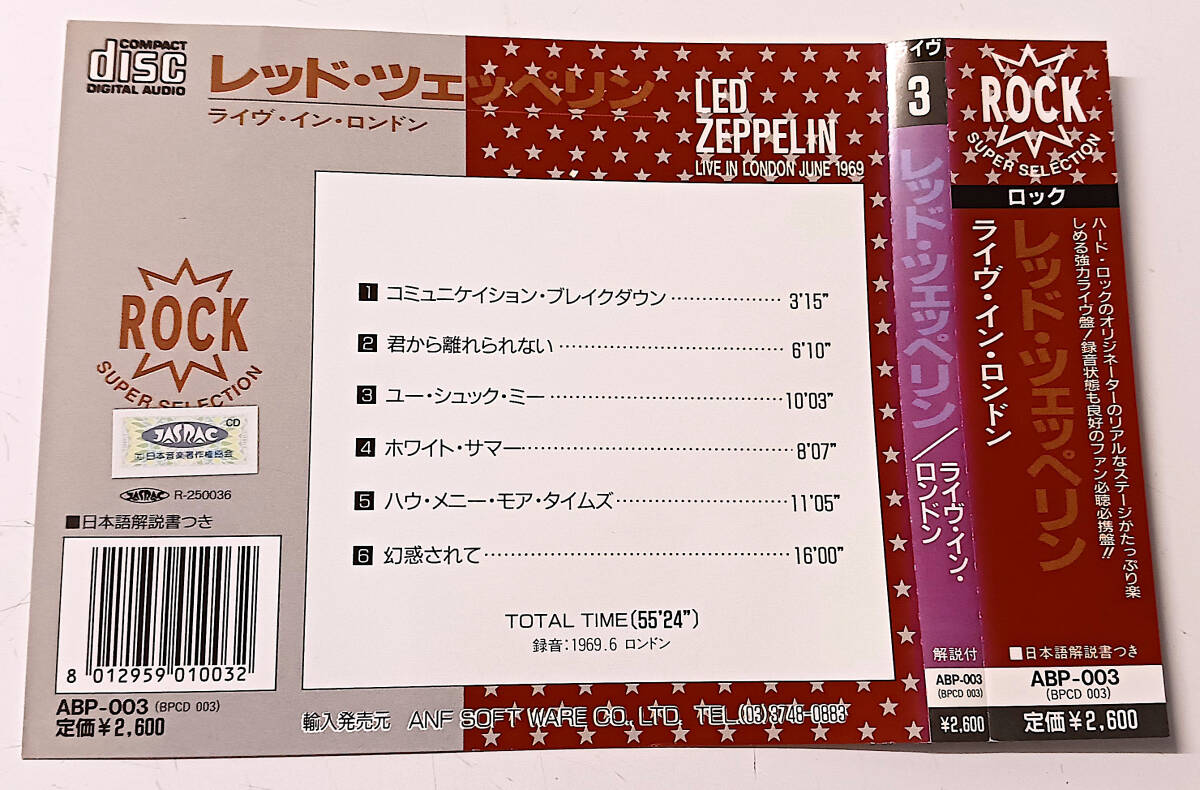 COMPACT
disc
DIGITAL AUDIO
レッド・ツェッペリン
ライヴ・イン・ロンドン
LED
ZEPPELIN
LIVE IN LONDON JUNE 1969
1 コミュニケイション・ブレイクダウン 3'15”
2 君から離れられない 6'10”
3 ユー・シュック・ミー 10'03”
4 ホワイト・サマー 8'07”
5 ハウ・メニー・モア・タイムズ 11'05”
6 幻惑されて 16'00”
TOTAL TIME(55'24”)
録音:1969.6 ロンドン
ROCK
SUPER SELECTION
CD
JASRAC
日本音楽著作権協会
JASRAC R-250036
■日本語解説書つき
8 012959 010032
ABP-003 (BPCD 003)
定価¥2,600
輸入発売元 ANF SOFT WARE CO., LTD. TEL.(03)3748-0883
ライヴ
3
レッド・ツェッペリン/ライヴ・イン・
ロンドン
解説付
ABP-003
(BPCD 003)
¥2,600
ROCK
SUPER SELECTION
ロック
ハード・ロックのオリジネーターのリアルなステージがたっぷり楽
しめる強力ライヴ盤!録音状態も良好のファン必聴必携盤!!
レッド・ツェッペリン
ライヴ・イン・ロンドン
■日本語解説書つき
ABP-003
(BPCD 003)
定価¥2,600